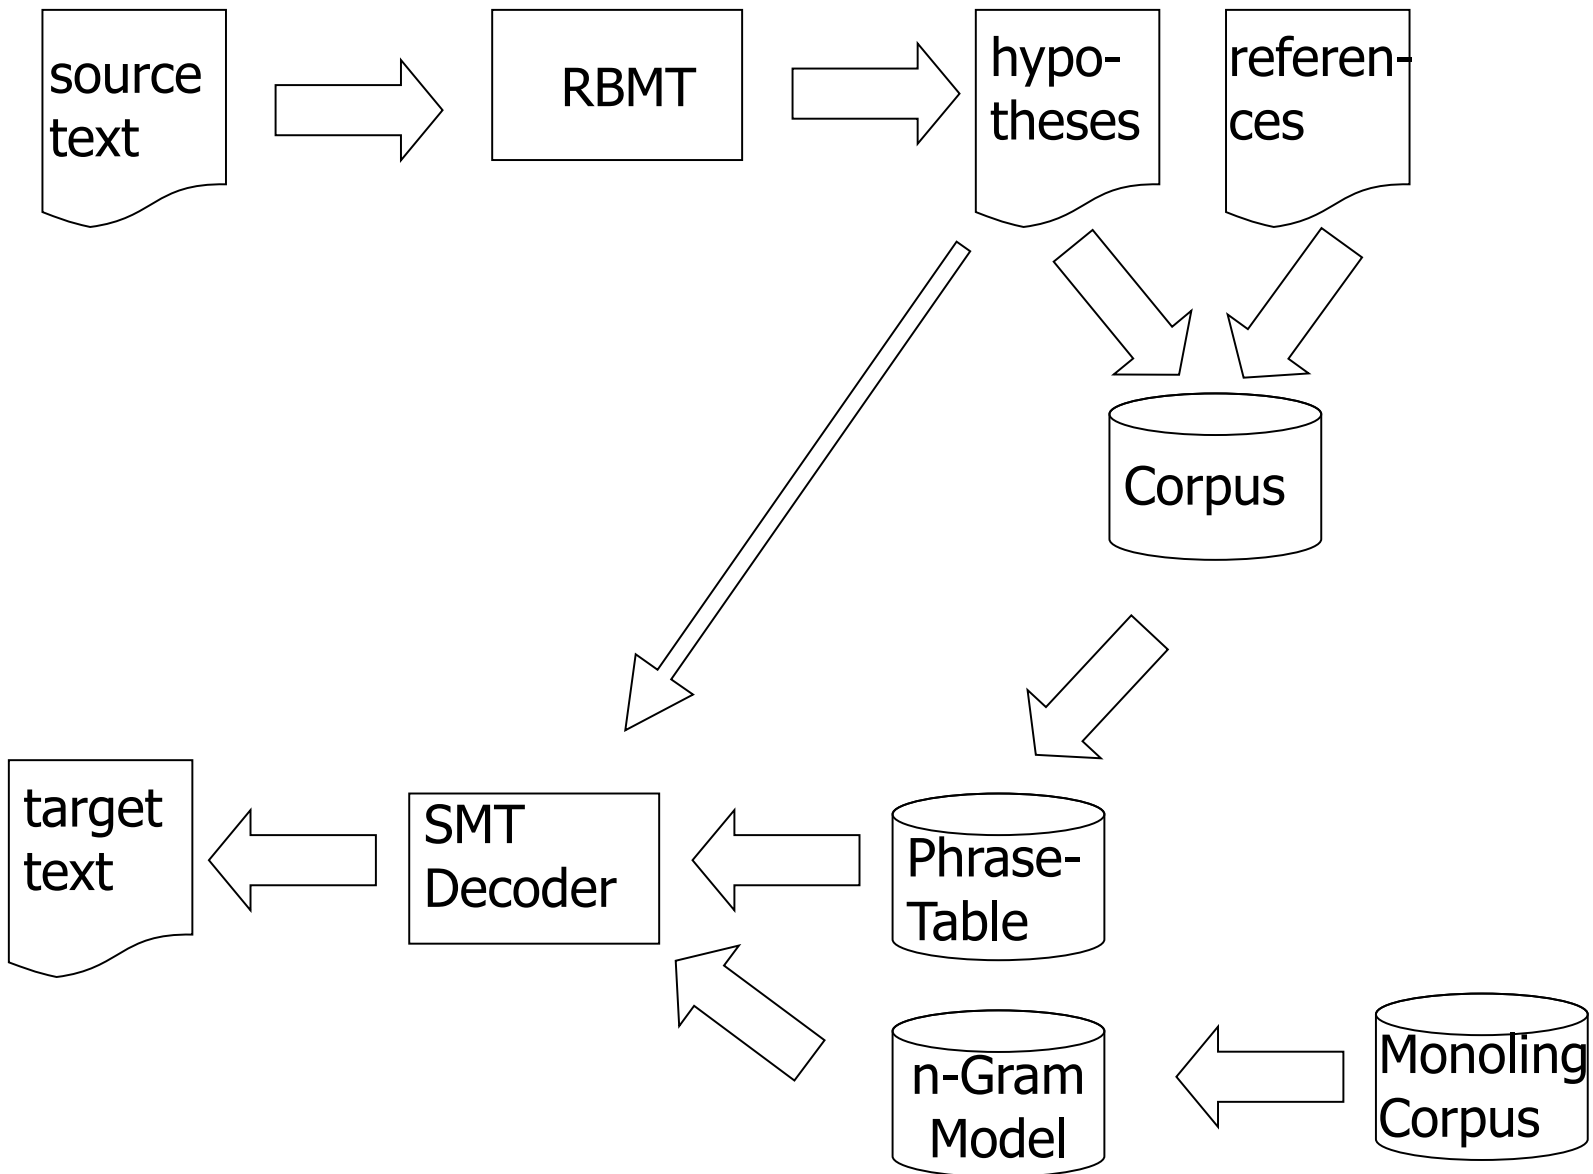 source
text
RBMT
hypo-
theses
referen-
ces
Corpus
target
text
SMT
Decoder
Phrase-
Table
n-Gram
Model
Monoling
Corpus